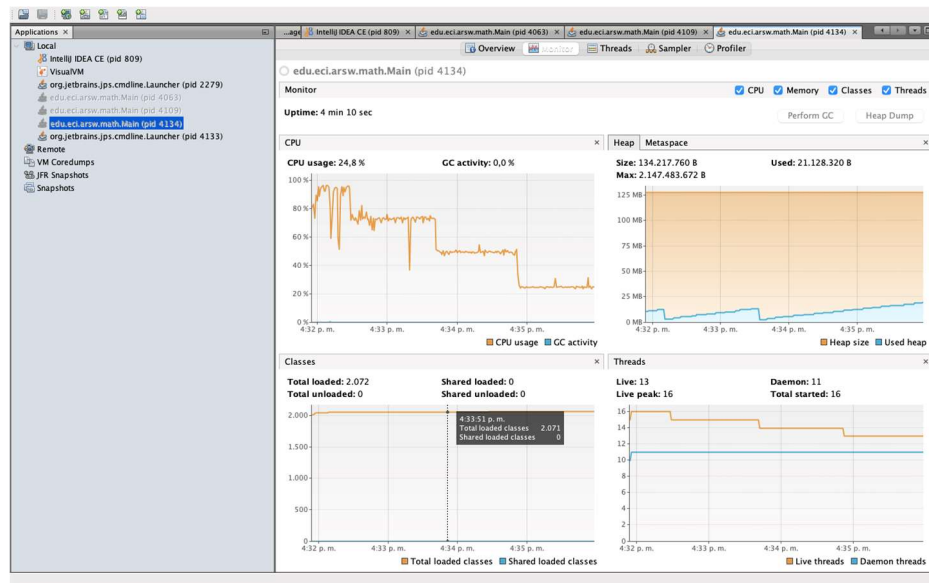 Applications ×
...age
IntelliJ IDEA CE (pid 809) ×
edu.eci.arsw.math.Main (pid 4063) ×
edu.eci.arsw.math.Main (pid 4109) ×
edu.eci.arsw.math.Main (pid 4134) ×
Local
IntelliJ IDEA CE (pid 809)
VisualVM
org.jetbrains.jps.cmdline.Launcher (pid 2279)
edu.eci.arsw.math.Main (pid 4063)
edu.eci.arsw.math.Main (pid 4109)
edu.eci.arsw.math.Main (pid 4134)
org.jetbrains.jps.cmdline.Launcher (pid 4133)
Remote
VM Coredumps
JFR Snapshots
Snapshots
Overview Monitor Threads Sampler Profiler
edu.eci.arsw.math.Main (pid 4134)
Monitor CPU Memory Classes Threads
Uptime: 4 min 10 sec Perform GC Heap Dump
CPU ×
CPU usage: 24,8 % GC activity: 0,0 %
100 %
80 %
60 %
40 %
20 %
0 %
4:32 p. m. 4:33 p. m. 4:34 p. m. 4:35 p. m.
CPU usage GC activity
Heap Metaspace ×
Size: 134.217.760 B Used: 21.128.320 B
Max: 2.147.483.672 B
125 MB
100 MB
75 MB
50 MB
25 MB
0 MB
4:32 p. m. 4:33 p. m. 4:34 p. m. 4:35 p. m.
Heap size Used heap
Classes ×
Total loaded: 2.072 Shared loaded: 0
Total unloaded: 0 Shared unloaded: 0
2.000
1.500
1.000
500
0
4:33:51 p. m.
Total loaded classes 2.071
Shared loaded classes 0
4:32 p. m. 4:33 p. m. 4:34 p. m. 4:35 p. m.
Total loaded classes Shared loaded classes
Threads ×
Live: 13 Daemon: 11
Live peak: 16 Total started: 16
16
14
12
10
8
6
4
2
0
4:32 p. m. 4:33 p. m. 4:34 p. m. 4:35 p. m.
Live threads Daemon threads